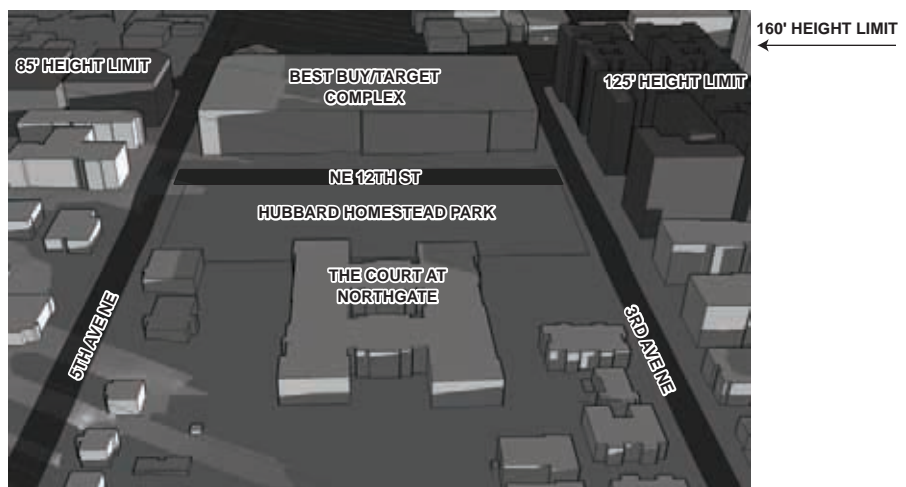 160' HEIGHT LIMIT
85' HEIGHT LIMIT
BEST BUY/TARGET
COMPLEX
125' HEIGHT LIMIT
NE 12TH ST
HUBBARD HOMESTEAD PARK
THE COURT AT
NORTHGATE
5TH AVE NE
3RD AVE NE